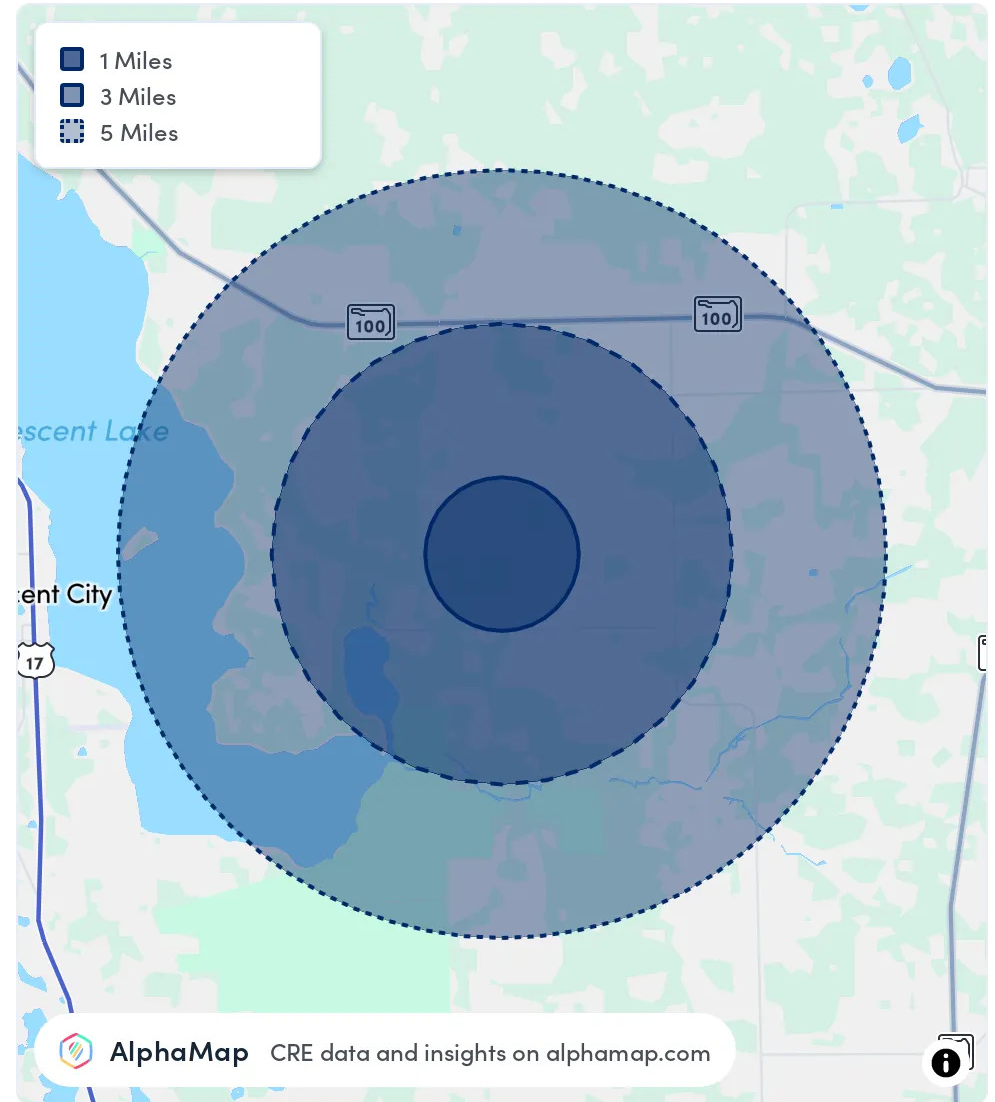 1 Miles
3 Miles
5 Miles
100
100
escent Lake
cent City
17
AlphaMap
CRE data and insights on alphamap.com